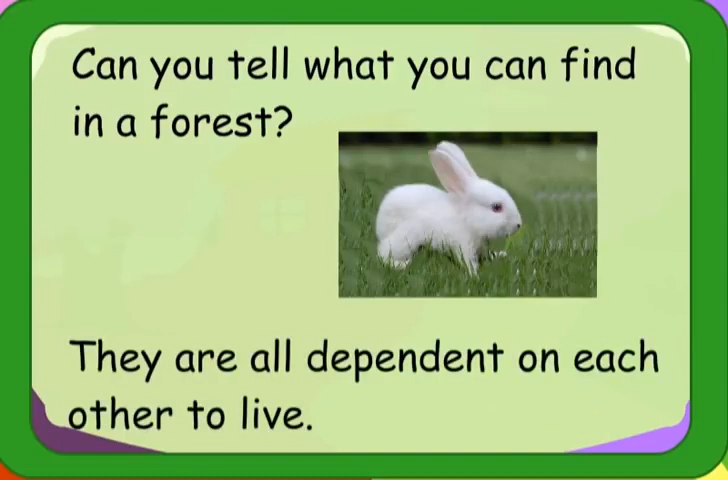 Can you tell what you can find
in a forest?
They are all dependent on each
other to live.